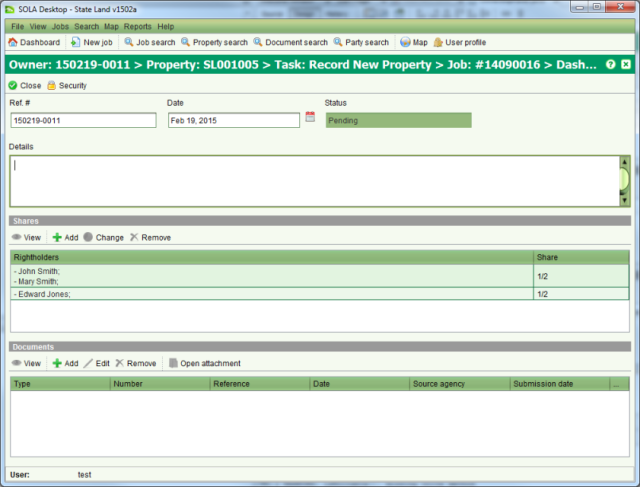 SOLA Desktop - State Land v1502a
File View Jobs Search Map Reports Help
Dashboard New job Job search Property search Document search Party search Map User profile
Owner: 150219-0011 > Property: SL001005 > Task: Record New Property > Job: #14090016 > Dash...
Close Security
Ref. # Date Status
150219-0011 Feb 19, 2015 Pending
Details
Shares
View Add Change Remove
Rightholders Share
- John Smith;
- Mary Smith; 1/2
- Edward Jones; 1/2
Documents
View Add Edit Remove Open attachment
Type Number Reference Date Source agency Submission date ...
User: test